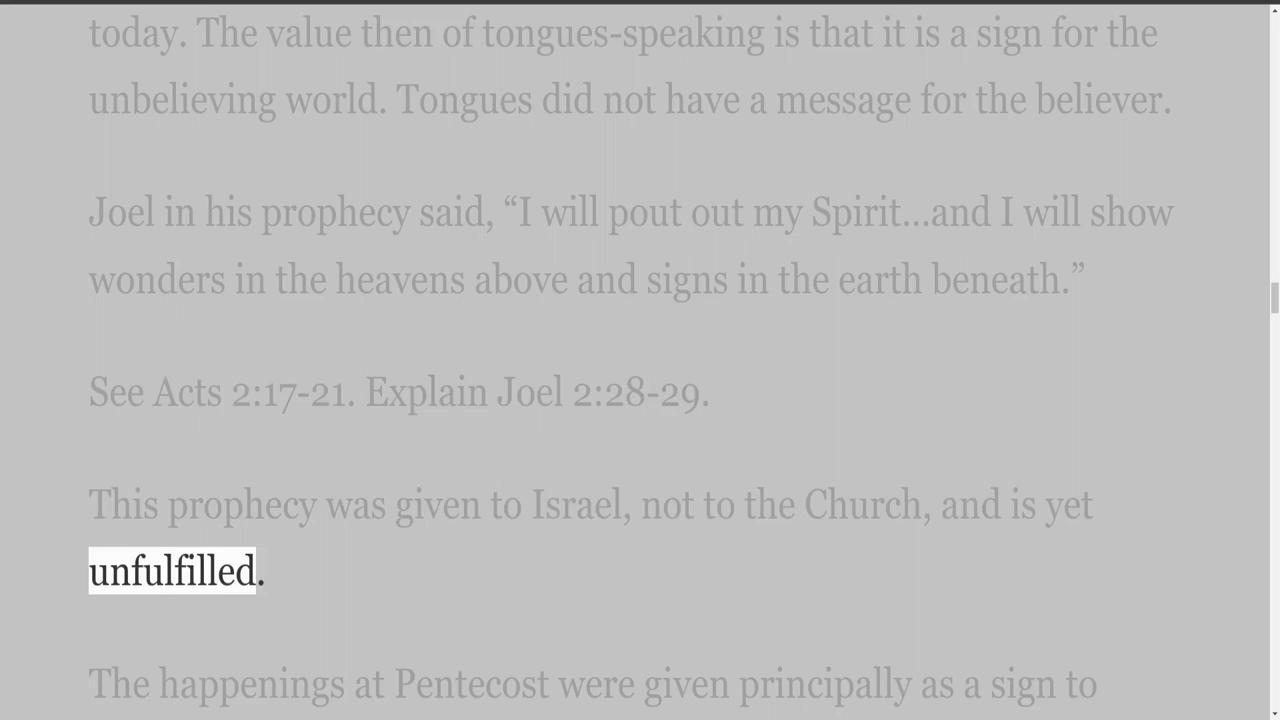 today. The value then of tongues-speaking is that it is a sign for the
unbelieving world. Tongues did not have a message for the believer.
Joel in his prophecy said, “I will pout out my Spirit…and I will show
wonders in the heavens above and signs in the earth beneath.”
See Acts 2:17-21. Explain Joel 2:28-29.
This prophecy was given to Israel, not to the Church, and is yet
unfulfilled.
The happenings at Pentecost were given principally as a sign to